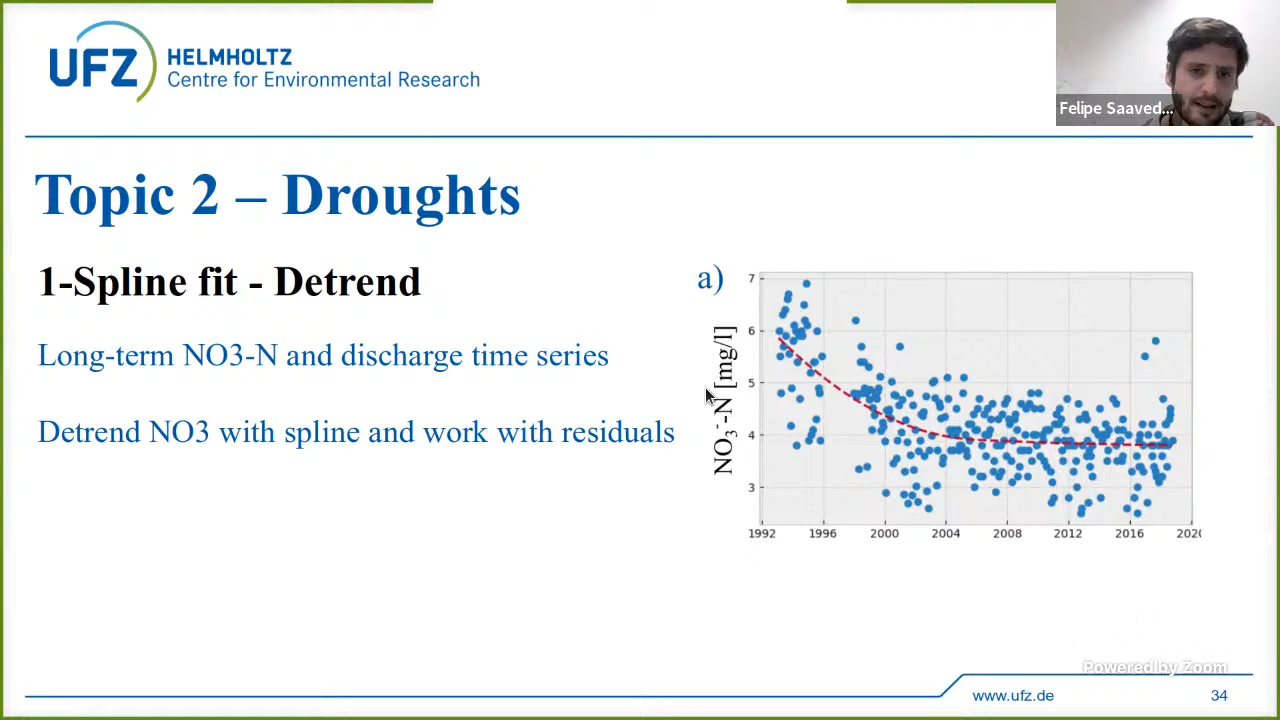 UFZ
HELMHOLTZ
Centre for Environmental Research
Felipe Saaved...
Topic 2 – Droughts
1-Spline fit - Detrend
Long-term NO3-N and discharge time series
Detrend NO3 with spline and work with residuals
a)
NO3--N [mg/l]
7
6
5
4
3
1992 1996 2000 2004 2008 2012 2016 2020
Powered by Zoom
www.ufz.de
34